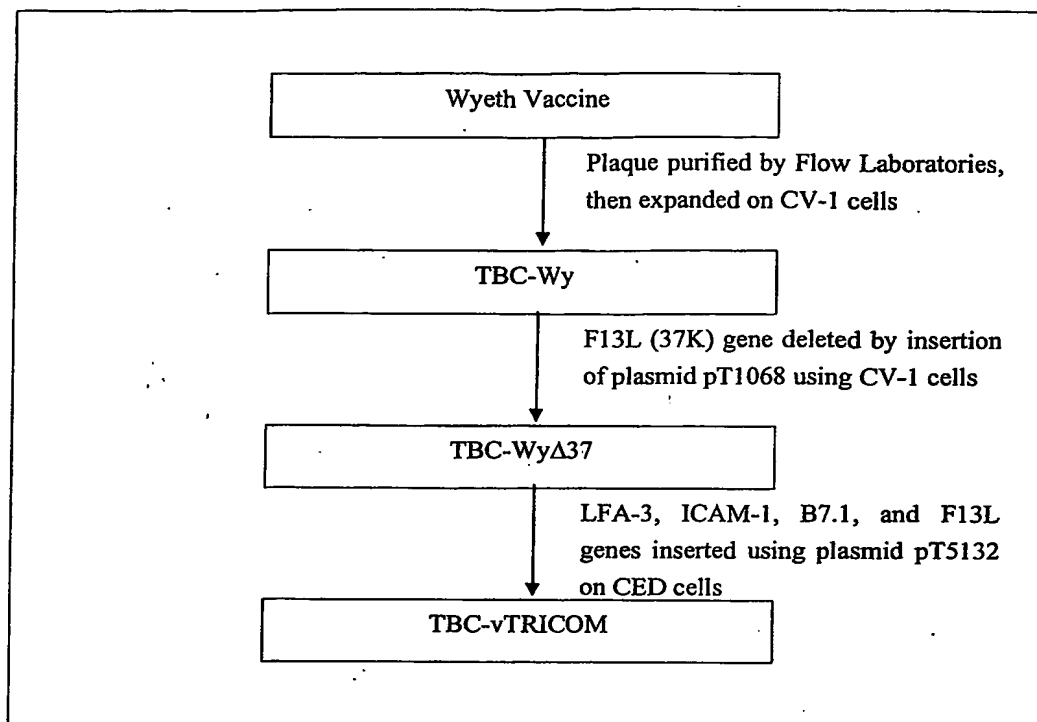 Wyeth Vaccine
Plaque purified by Flow Laboratories,
then expanded on CV-1 cells
TBC-Wy
F13L (37K) gene deleted by insertion
of plasmid pT1068 using CV-1 cells
TBC-WyΔ37
LFA-3, ICAM-1, B7.1, and F13L
genes inserted using plasmid pT5132
on CED cells
TBC-vTRICOM